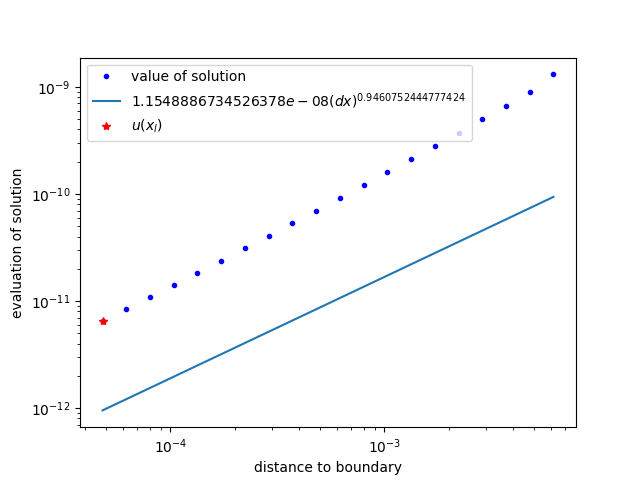 value of solution
1.1548886734526378e − 08(dx)^0.9460752444777424
u(x_l)
10^−9
10^−10
10^−11
10^−12
evaluation of solution
10^−4
10^−3
distance to boundary